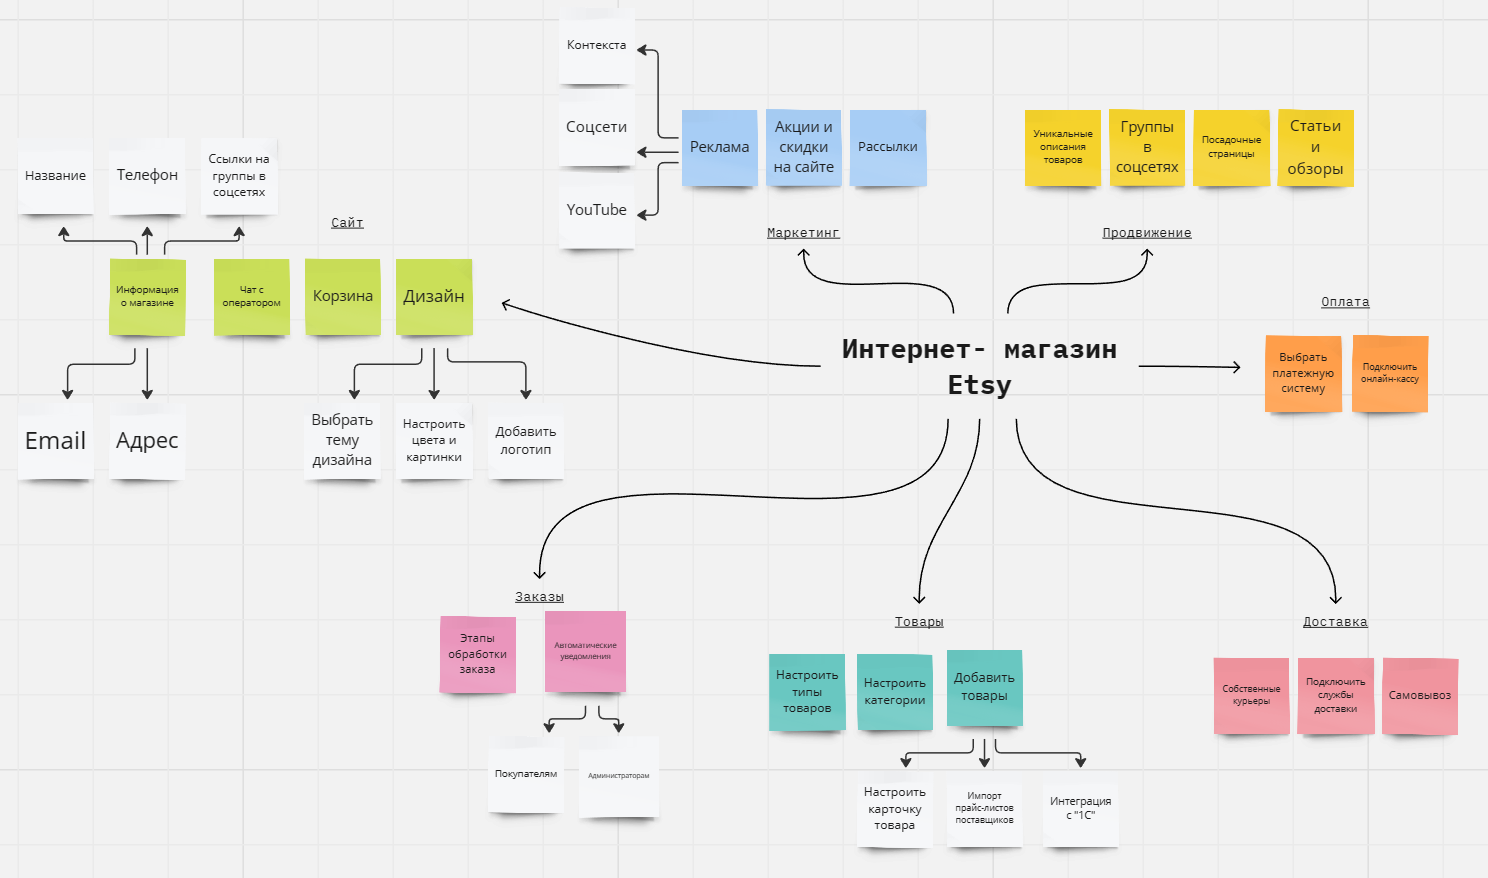 Контекста
Соцсети
YouTube
Реклама
Акции и
скидки
на сайте
Рассылки
Маркетинг
Уникальные
описания
товаров
Группы
в
соцсетях
Посадочные
страницы
Статьи
и
обзоры
Продвижение
Название
Телефон
Ссылки на
группы в
соцсетях
Сайт
Информация
о магазине
Чат с
оператором
Корзина
Дизайн
Email
Адрес
Выбрать
тему
дизайна
Настроить
цвета и
картинки
Добавить
логотип
Интернет- магазин
Etsy
Оплата
Выбрать
платежную
систему
Подключить
онлайн-кассу
Заказы
Этапы
обработки
заказа
Автоматические
уведомления
Покупателям
Администраторам
Товары
Настроить
типы
товаров
Настроить
категории
Добавить
товары
Настроить
карточку
товара
Импорт
прайс-листов
поставщиков
Интеграция
с "1С"
Доставка
Собственные
курьеры
Подключить
службы
доставки
Самовывоз